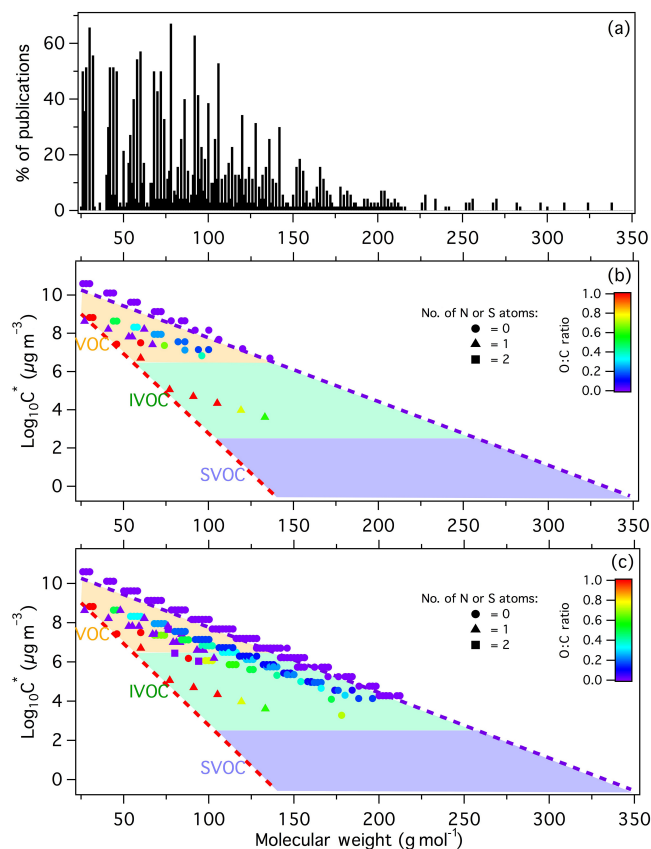 (a)
% of publications
60
40
20
0
50 100 150 200 250 300 350
(b)
Log10C* (µg m−3)
10
8
6
4
2
0
VOC
IVOC
SVOC
No. of N or S atoms:
= 0
= 1
= 2
O:C ratio
1.0
0.8
0.6
0.4
0.2
0.0
50 100 150 200 250 300 350
(c)
Log10C* (µg m−3)
10
8
6
4
2
0
VOC
IVOC
SVOC
No. of N or S atoms:
= 0
= 1
= 2
O:C ratio
1.0
0.8
0.6
0.4
0.2
0.0
50 100 150 200 250 300 350
Molecular weight (g mol-1)